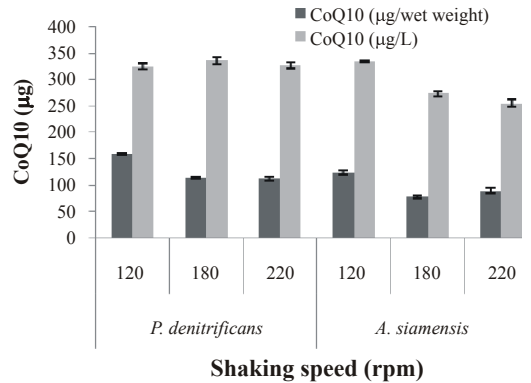 CoQ10 (µg/wet weight)
CoQ10 (µg/L)
CoQ10 (µg)
400
350
300
250
200
150
100
50
0
120 180 220 120 180 220
P. denitrificans A. siamensis
Shaking speed (rpm)